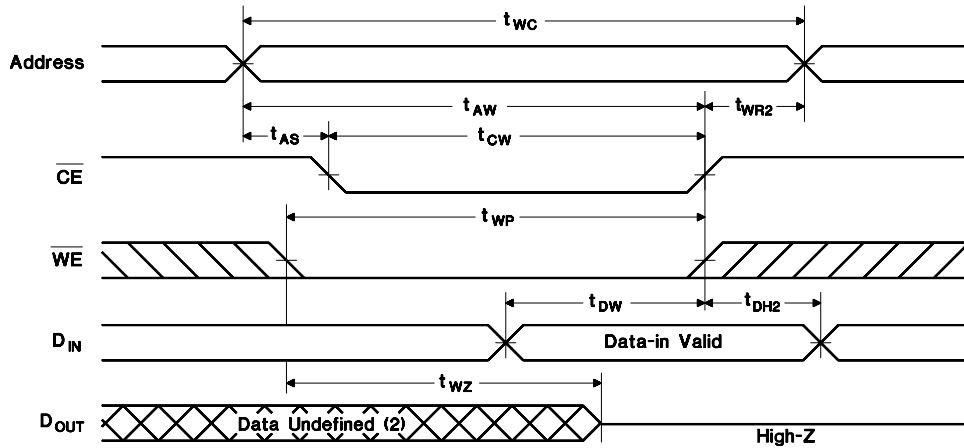 tWC
Address
tAW
tWR2
tAS
tCW
CE
tWP
WE
tDW
tDH2
DIN
Data-in Valid
tWZ
DOUT
Data Undefined (2)
High-Z